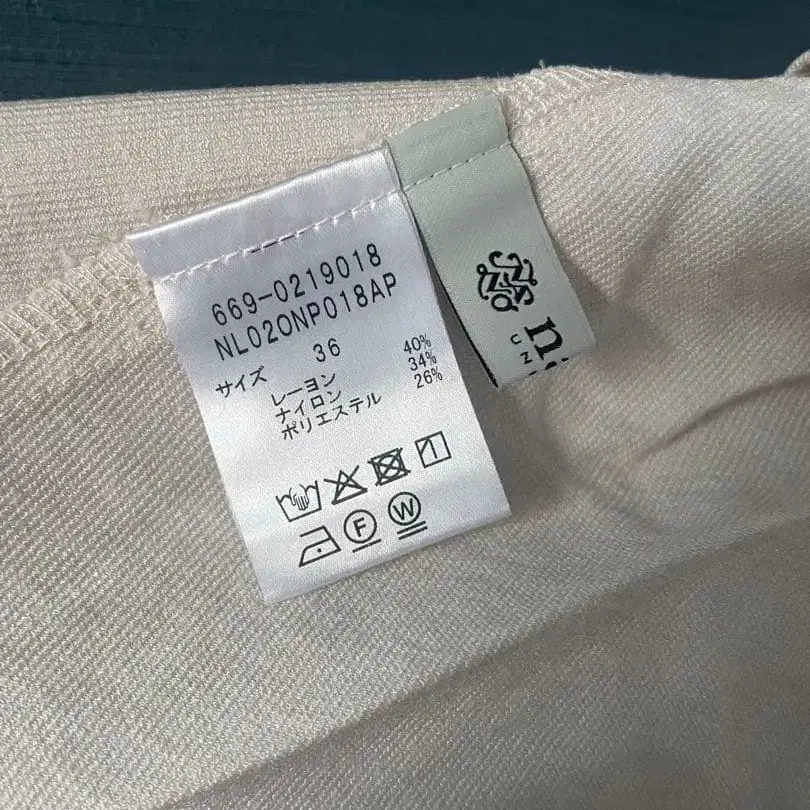 669-0219018
NL020NP018AP
サイズ 36
レーヨン 40%
ナイロン 34%
ポリエステル 26%
F W